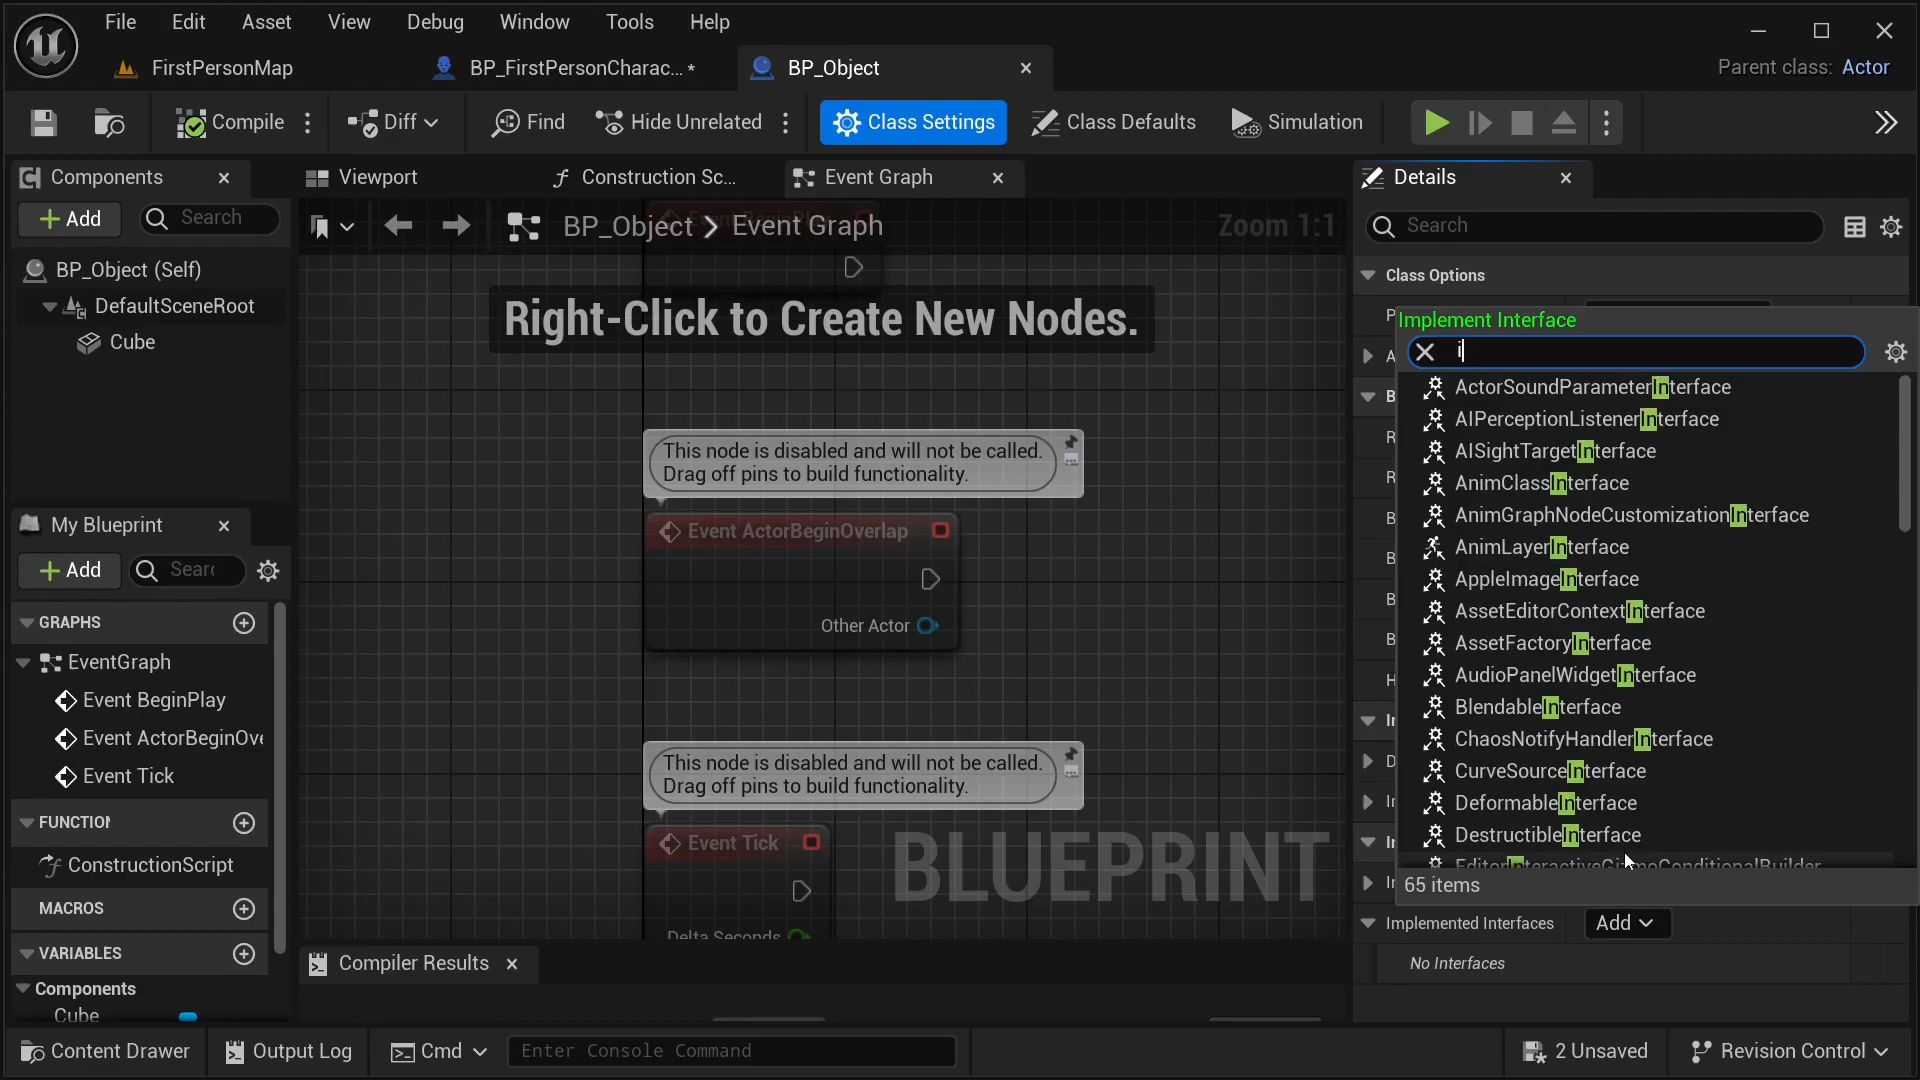 File Edit Asset View Debug Window Tools Help
FirstPersonMap BP_FirstPersonCharac...* BP_Object Parent class: Actor
Compile Diff Find Hide Unrelated Class Settings Class Defaults Simulation
Components
Viewport Construction Sc... Event Graph
Details
Add Search
BP_Object Event Graph Zoom 1:1
Search
BP_Object (Self)
DefaultSceneRoot
Cube
Right-Click to Create New Nodes.
This node is disabled and will not be called.
Drag off pins to build functionality.
Event ActorBeginOverlap
Other Actor
This node is disabled and will not be called.
Drag off pins to build functionality.
Event Tick
Delta Seconds
BLUEPRINT
My Blueprint
Add Searc
GRAPHS
EventGraph
Event BeginPlay
Event ActorBeginOve
Event Tick
FUNCTION
ConstructionScript
MACROS
VARIABLES
Components
Cube
Class Options
Implement Interface
i
ActorSoundParameterInterface
AIPerceptionListenerInterface
AISightTargetInterface
AnimClassInterface
AnimGraphNodeCustomizationInterface
AnimLayerInterface
AppleImageInterface
AssetEditorContextInterface
AssetFactoryInterface
AudioPanelWidgetInterface
BlendableInterface
ChaosNotifyHandlerInterface
CurveSourceInterface
DeformableInterface
DestructibleInterface
EditorInteractiveGizmoConditionalBuilder
65 items
Implemented Interfaces Add
No Interfaces
Compiler Results
Content Drawer Output Log Cmd Enter Console Command 2 Unsaved Revision Control